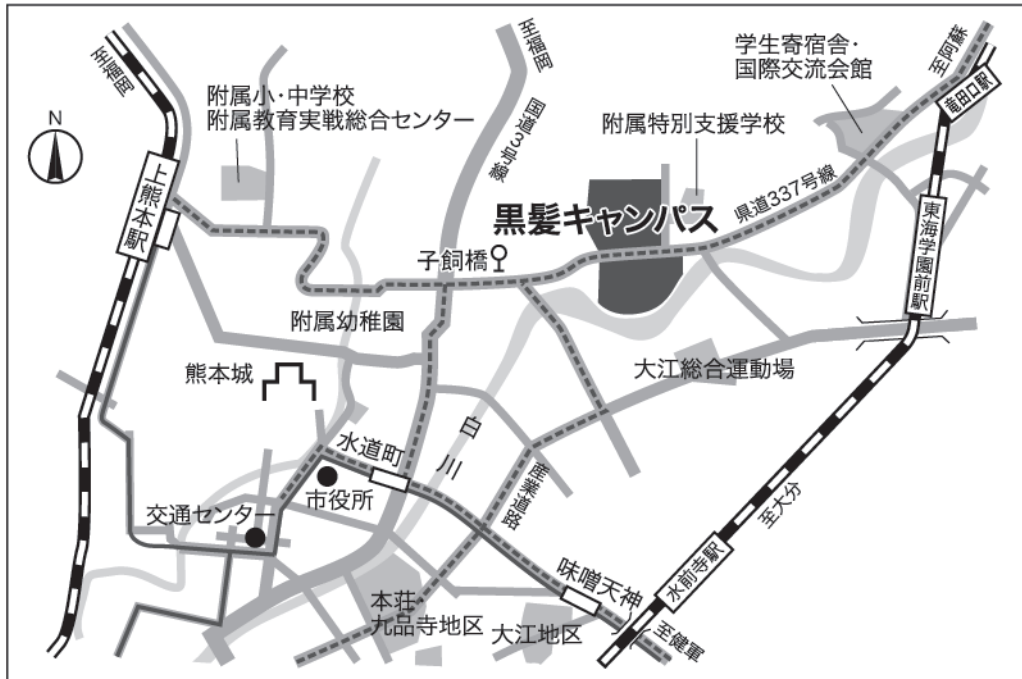 至福岡
至福岡
国道3号線
学生寄宿舎・
国際交流会館
至阿蘇
竜田口駅
附属小・中学校
附属教育実戦総合センター
附属特別支援学校
N
上熊本駅
黒髪キャンパス
県道337号線
東海学園前駅
子飼橋
附属幼稚園
熊本城
大江総合運動場
白川
水道町
市役所
産業道路
交通センター
至大分
水前寺駅
味噌天神
本荘・
九品寺地区
大江地区
至健軍